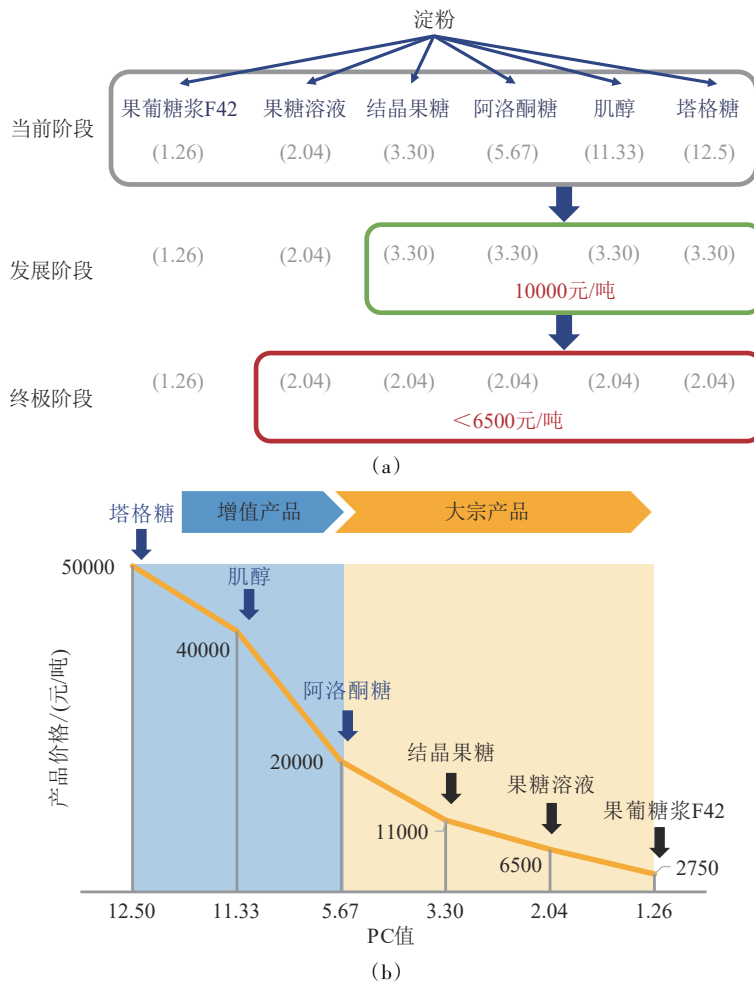 淀粉
当前阶段
果葡糖浆F42 果糖溶液 结晶果糖 阿洛酮糖 肌醇 塔格糖
(1.26) (2.04) (3.30) (5.67) (11.33) (12.5)
发展阶段
(1.26) (2.04) (3.30) (3.30) (3.30) (3.30)
10000元/吨
终极阶段
(1.26) (2.04) (2.04) (2.04) (2.04) (2.04)
<6500元/吨
(a)
增值产品 大宗产品
塔格糖
肌醇
阿洛酮糖
结晶果糖
果糖溶液
果葡糖浆F42
产品价格/(元/吨)
50000
40000
20000
11000
6500
2750
12.50 11.33 5.67 3.30 2.04 1.26
PC值
(b)